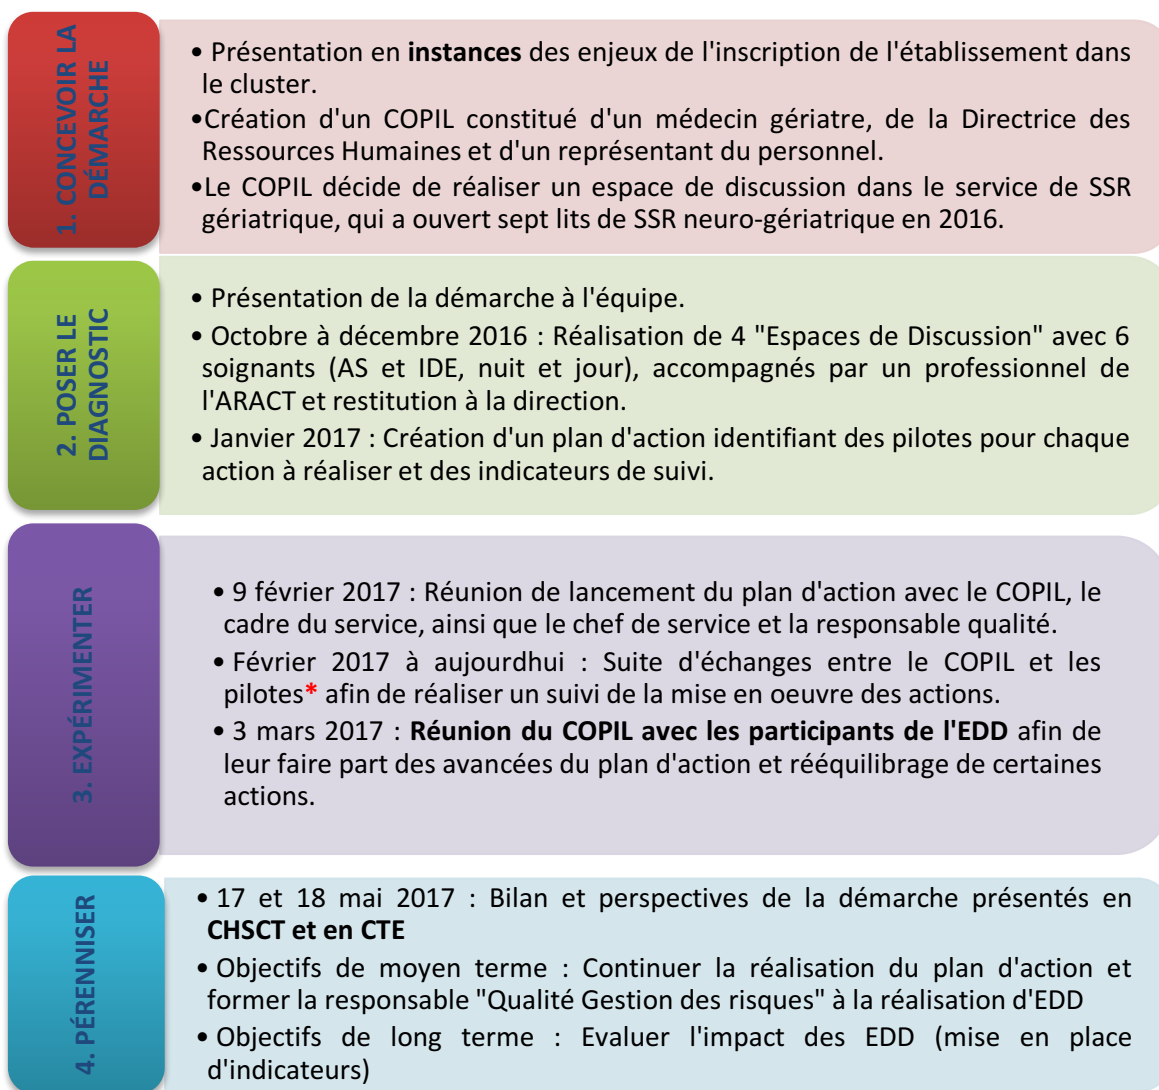 1. CONCEVOIR LA
DÉMARCHE
• Présentation en instances des enjeux de l'inscription de l'établissement dans
le cluster.
•Création d'un COPIL constitué d'un médecin gériatre, de la Directrice des
Ressources Humaines et d'un représentant du personnel.
•Le COPIL décide de réaliser un espace de discussion dans le service de SSR
gériatrique, qui a ouvert sept lits de SSR neuro-gériatrique en 2016.
2. POSER LE
DIAGNOSTIC
• Présentation de la démarche à l'équipe.
• Octobre à décembre 2016 : Réalisation de 4 "Espaces de Discussion" avec 6
soignants (AS et IDE, nuit et jour), accompagnés par un professionnel de
l'ARACT et restitution à la direction.
• Janvier 2017 : Création d'un plan d'action identifiant des pilotes pour chaque
action à réaliser et des indicateurs de suivi.
3. EXPÉRIMENTER
• 9 février 2017 : Réunion de lancement du plan d'action avec le COPIL, le
cadre du service, ainsi que le chef de service et la responsable qualité.
• Février 2017 à aujourdhui : Suite d'échanges entre le COPIL et les
pilotes* afin de réaliser un suivi de la mise en oeuvre des actions.
• 3 mars 2017 : Réunion du COPIL avec les participants de l'EDD afin de
leur faire part des avancées du plan d'action et rééquilibrage de certaines
actions.
4. PÉRENNISER
• 17 et 18 mai 2017 : Bilan et perspectives de la démarche présentés en
CHSCT et en CTE
• Objectifs de moyen terme : Continuer la réalisation du plan d'action et
former la responsable "Qualité Gestion des risques" à la réalisation d'EDD
• Objectifs de long terme : Evaluer l'impact des EDD (mise en place
d'indicateurs)